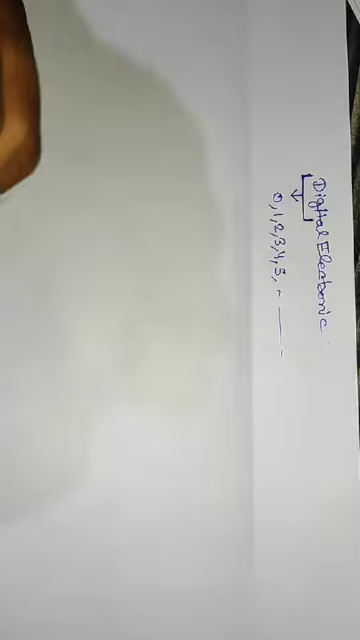 Digital Electronic.
0,1,2,3,4,5, - ——